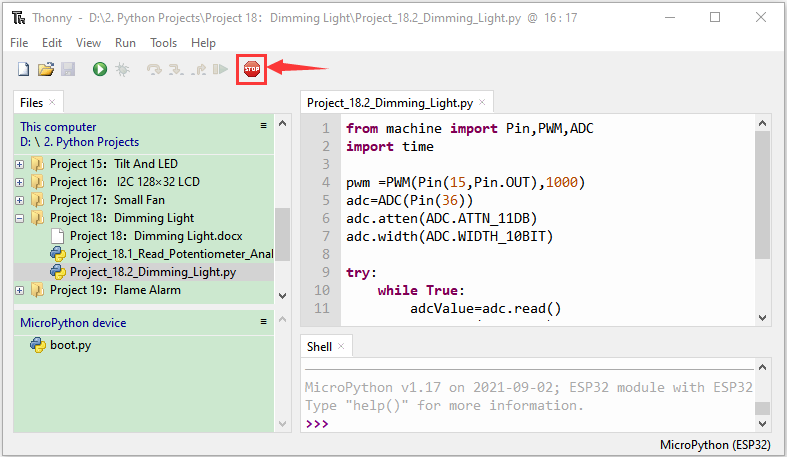 Thonny - D:\2. Python Projects\Project 18：Dimming Light\Project_18.2_Dimming_Light.py @ 16:17
File Edit View Run Tools Help
STOP
Files
This computer
D: \ 2. Python Projects
Project 15：Tilt And LED
Project 16： I2C 128×32 LCD
Project 17：Small Fan
Project 18：Dimming Light
Project 18：Dimming Light.docx
Project_18.1_Read_Potentiometer_Anal
Project_18.2_Dimming_Light.py
Project 19：Flame Alarm
MicroPython device
boot.py
Project_18.2_Dimming_Light.py
1 from machine import Pin,PWM,ADC
2 import time
3
4 pwm =PWM(Pin(15,Pin.OUT),1000)
5 adc=ADC(Pin(36))
6 adc.atten(ADC.ATTN_11DB)
7 adc.width(ADC.WIDTH_10BIT)
8
9 try:
10 while True:
11 adcValue=adc.read()
Shell
MicroPython v1.17 on 2021-09-02; ESP32 module with ESP32
Type "help()" for more information.
>>>
MicroPython (ESP32)